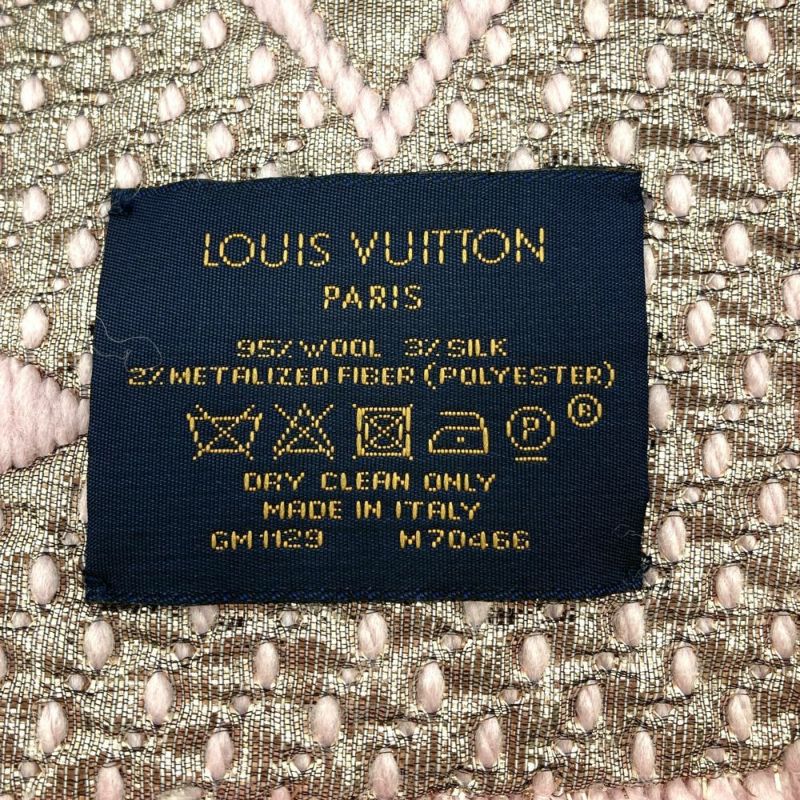 LOUIS VUITTON
PARIS
95% WOOL 3% SILK
2% METALIZED FIBER (POLYESTER)
P ®
DRY CLEAN ONLY
MADE IN ITALY
GM1129 M70466